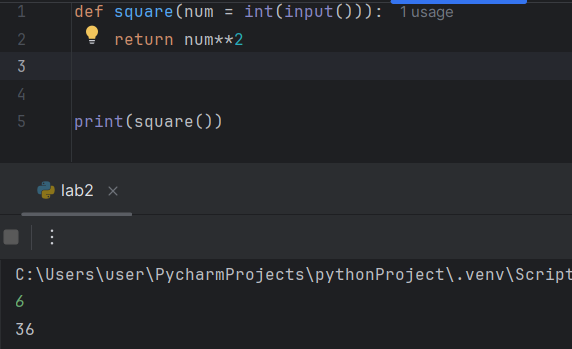 1 def square(num = int(input())): 1 usage
2 return num**2
3
4
5 print(square())
lab2 ×
C:\Users\user\PycharmProjects\pythonProject\.venv\Script
6
36